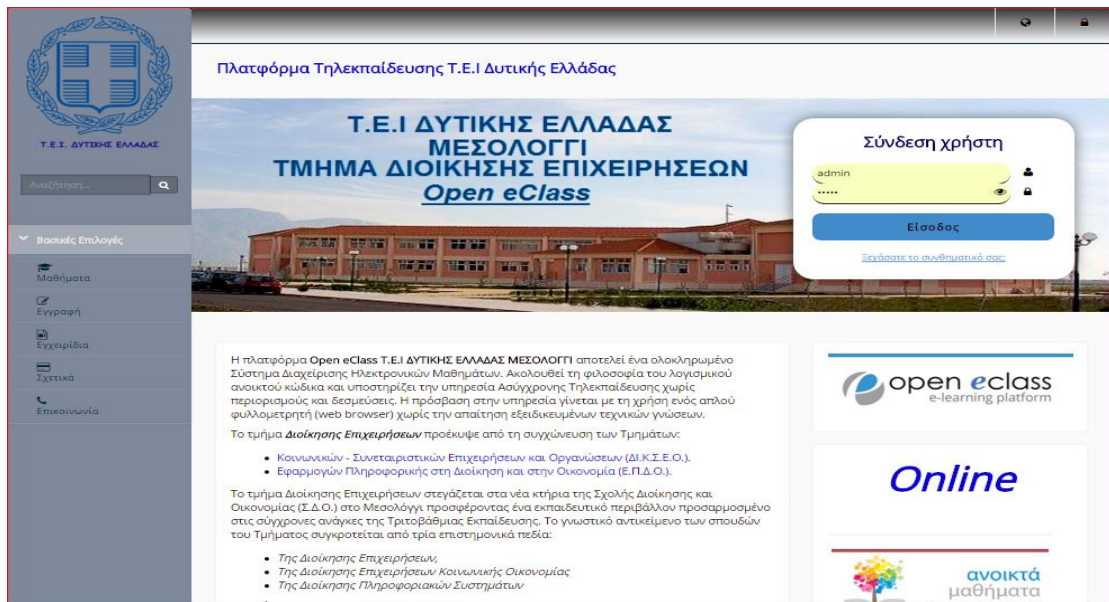 Τ.Ε.Ι. ΔΥΤΙΚΗΣ ΕΛΛΑΔΑΣ
Αναζήτηση...
Βασικές Επιλογές
Μαθήματα
Εγγραφή
Εγχειρίδια
Σχετικά
Επικοινωνία
Πλατφόρμα Τηλεκπαίδευσης Τ.Ε.Ι Δυτικής Ελλάδας
Τ.Ε.Ι ΔΥΤΙΚΗΣ ΕΛΛΑΔΑΣ
ΜΕΣΟΛΟΓΓΙ
ΤΜΗΜΑ ΔΙΟΙΚΗΣΗΣ ΕΠΙΧΕΙΡΗΣΕΩΝ
Open eClass
Σύνδεση χρήστη
admin
•••••
Είσοδος
Ξεχάσατε το συνθηματικό σας;
Η πλατφόρμα Open eClass Τ.Ε.Ι ΔΥΤΙΚΗΣ ΕΛΛΑΔΑΣ ΜΕΣΟΛΟΓΓΙ αποτελεί ένα ολοκληρωμένο
Σύστημα Διαχείρισης Ηλεκτρονικών Μαθημάτων. Ακολουθεί τη φιλοσοφία του λογισμικού
ανοικτού κώδικα και υποστηρίζει την υπηρεσία Ασύγχρονης Τηλεκπαίδευσης χωρίς
περιορισμούς και δεσμεύσεις. Η πρόσβαση στην υπηρεσία γίνεται με τη χρήση ενός απλού
φυλλομετρητή (web browser) χωρίς την απαίτηση εξειδικευμένων τεχνικών γνώσεων.
Το τμήμα Διοίκησης Επιχειρήσεων προέκυψε από τη συγχώνευση των Τμημάτων:
• Κοινωνικών - Συνεταιριστικών Επιχειρήσεων και Οργανώσεων (ΔΙ.Κ.Σ.Ε.Ο.).
• Εφαρμογών Πληροφορικής στη Διοίκηση και στην Οικονομία (Ε.Π.Δ.Ο.).
Το τμήμα Διοίκησης Επιχειρήσεων στεγάζεται στα νέα κτήρια της Σχολής Διοίκησης και
Οικονομίας (Σ.Δ.Ο.) στο Μεσολόγγι προσφέροντας ένα εκπαιδευτικό περιβάλλον προσαρμοσμένο
στις σύγχρονες ανάγκες της Τριτοβάθμιας Εκπαίδευσης. Το γνωστικό αντικείμενο των σπουδών
του Τμήματος συγκροτείται από τρία επιστημονικά πεδία:
• Της Διοίκησης Επιχειρήσεων,
• Της Διοίκησης Επιχειρήσεων Κοινωνικής Οικονομίας
• Της Διοίκησης Πληροφοριακών Συστημάτων
open eclass
e-learning platform
Online
ανοικτά
μαθήματα